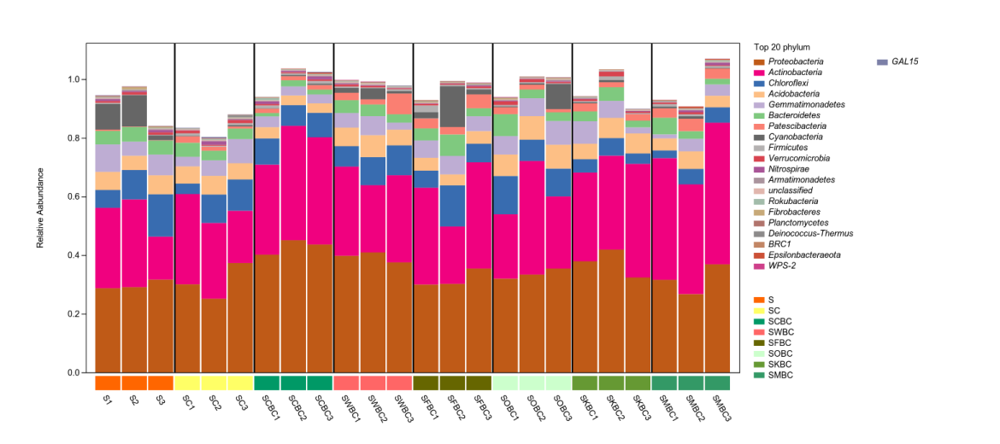 Top 20 phylum
Proteobacteria
Actinobacteria
Chloroflexi
Acidobacteria
Gemmatimonadetes
Bacteroidetes
Patescibacteria
Cyanobacteria
Firmicutes
Verrucomicrobia
Nitrospirae
Armatimonadetes
unclassified
Rokubacteria
Fibrobacteres
Planctomycetes
Deinococcus-Thermus
BRC1
Epsilonbacteraeota
WPS-2
GAL15
S
SC
SCBC
SWBC
SFBC
SOBC
SKBC
SMBC
Relative Aabundance
1.0
0.8
0.6
0.4
0.2
0.0
S1
S2
S3
SC1
SC2
SC3
SCBC1
SCBC2
SCBC3
SWBC1
SWBC2
SWBC3
SFBC1
SFBC2
SFBC3
SOBC1
SOBC2
SOBC3
SKBC1
SKBC2
SKBC3
SMBC1
SMBC2
SMBC3